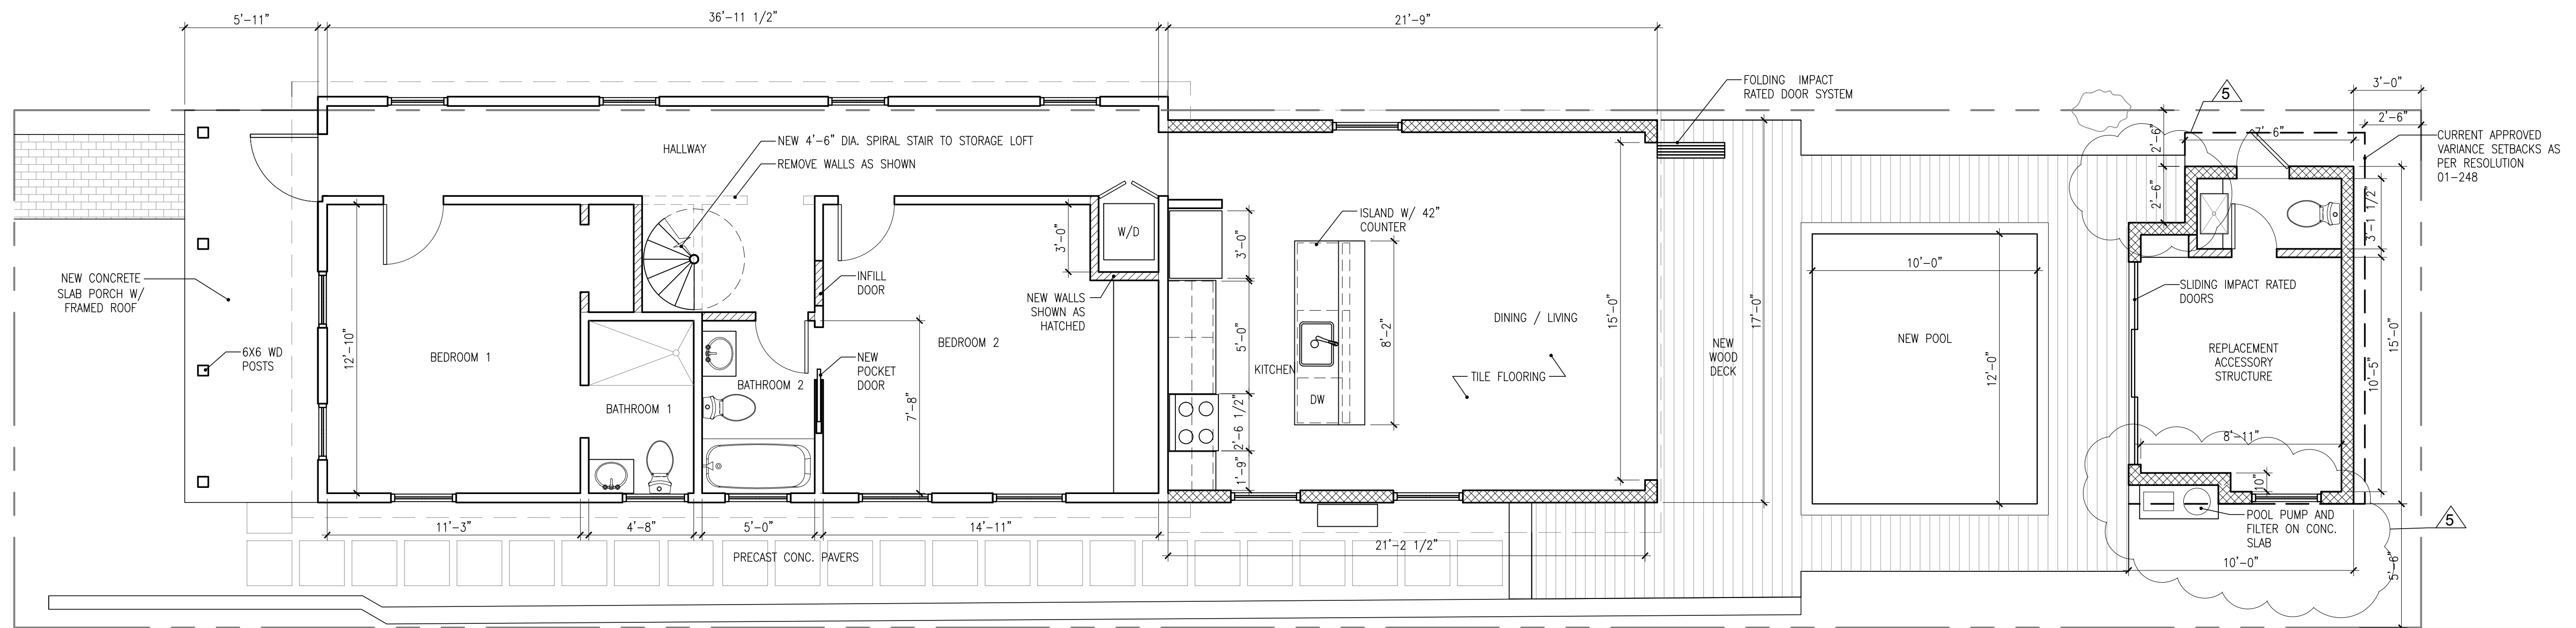 5'-11"
36'-11 1/2"
21'-9"
3'-0"
2'-6"
FOLDING IMPACT
RATED DOOR SYSTEM
5
CURRENT APPROVED
VARIANCE SETBACKS AS
PER RESOLUTION
01-248
7'-6"
2'-6"
2'-6"
3'-1 1/2"
HALLWAY
NEW 4'-6" DIA. SPIRAL STAIR TO STORAGE LOFT
REMOVE WALLS AS SHOWN
ISLAND W/ 42"
COUNTER
W/D
3'-0"
3'-0"
NEW CONCRETE
SLAB PORCH W/
FRAMED ROOF
INFILL
DOOR
NEW WALLS
SHOWN AS
HATCHED
10'-0"
SLIDING IMPACT RATED
DOORS
DINING / LIVING
15'-0"
17'-0"
8'-2"
5'-0"
NEW POOL
12'-0"
6X6 WD
POSTS
12'-10"
BEDROOM 1
BEDROOM 2
NEW
POCKET
DOOR
KITCHEN
NEW
WOOD
DECK
REPLACEMENT
ACCESSORY
STRUCTURE
10'-5"
15'-0"
TILE FLOORING
BATHROOM 2
BATHROOM 1
7'-8"
DW
2'-6 1/2"
1'-9"
8'-11"
10"
11'-3"
4'-8"
5'-0"
14'-11"
21'-2 1/2"
PRECAST CONC. PAVERS
POOL PUMP AND
FILTER ON CONC.
SLAB
5
10'-0"
5'-6"